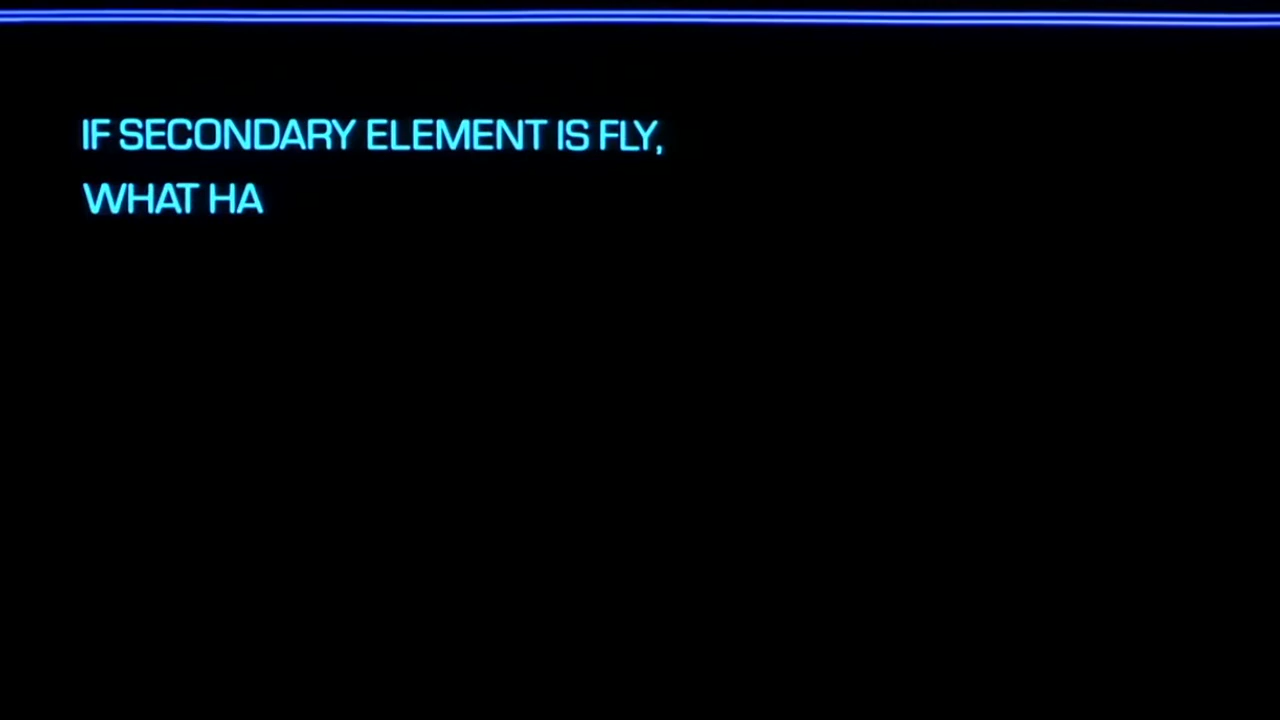 IF SECONDARY ELEMENT IS FLY,
WHAT HA